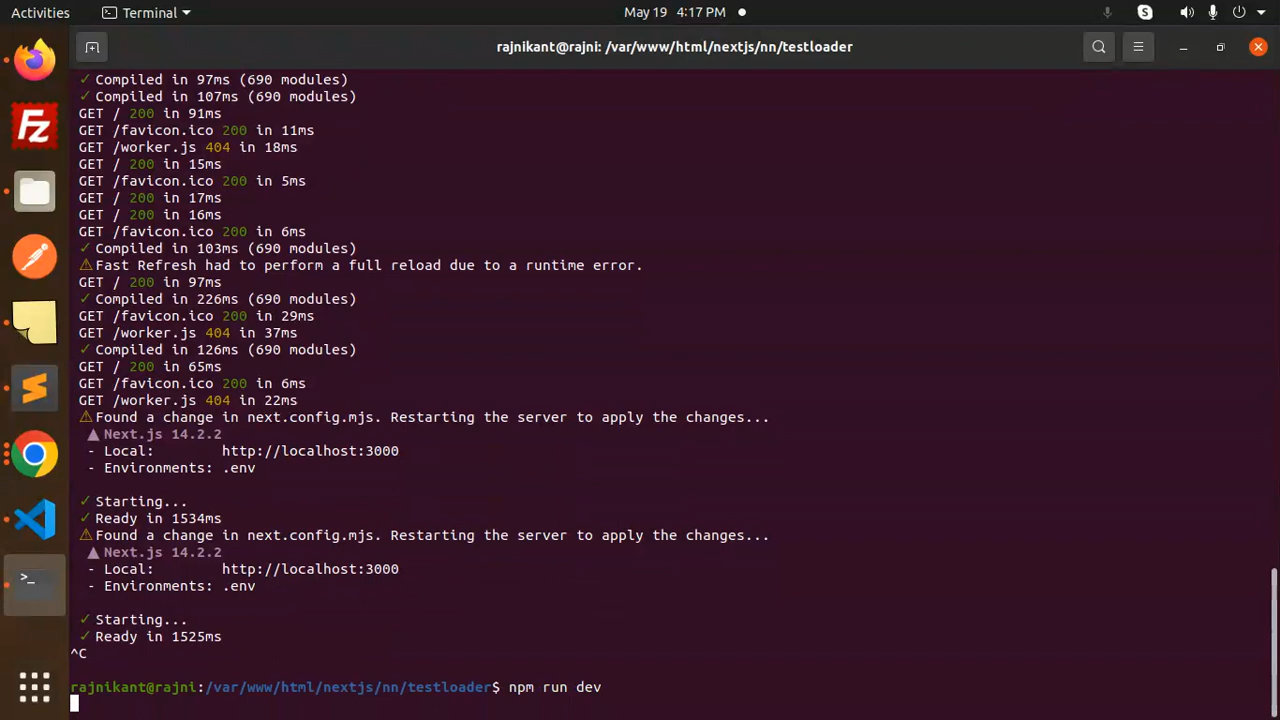 Activities
Terminal
May 19 4:17 PM
rajnikant@rajni: /var/www/html/nextjs/nn/testloader
✓ Compiled in 97ms (690 modules)
✓ Compiled in 107ms (690 modules)
GET / 200 in 91ms
GET /favicon.ico 200 in 11ms
GET /worker.js 404 in 18ms
GET / 200 in 15ms
GET /favicon.ico 200 in 5ms
GET / 200 in 17ms
GET / 200 in 16ms
GET /favicon.ico 200 in 6ms
✓ Compiled in 103ms (690 modules)
⚠ Fast Refresh had to perform a full reload due to a runtime error.
GET / 200 in 97ms
✓ Compiled in 226ms (690 modules)
GET /favicon.ico 200 in 29ms
GET /worker.js 404 in 37ms
✓ Compiled in 126ms (690 modules)
GET / 200 in 65ms
GET /favicon.ico 200 in 6ms
GET /worker.js 404 in 22ms
⚠ Found a change in next.config.mjs. Restarting the server to apply the changes...
▲ Next.js 14.2.2
- Local: http://localhost:3000
- Environments: .env
✓ Starting...
✓ Ready in 1534ms
⚠ Found a change in next.config.mjs. Restarting the server to apply the changes...
▲ Next.js 14.2.2
- Local: http://localhost:3000
- Environments: .env
✓ Starting...
✓ Ready in 1525ms
^C
rajnikant@rajni:/var/www/html/nextjs/nn/testloader$ npm run dev